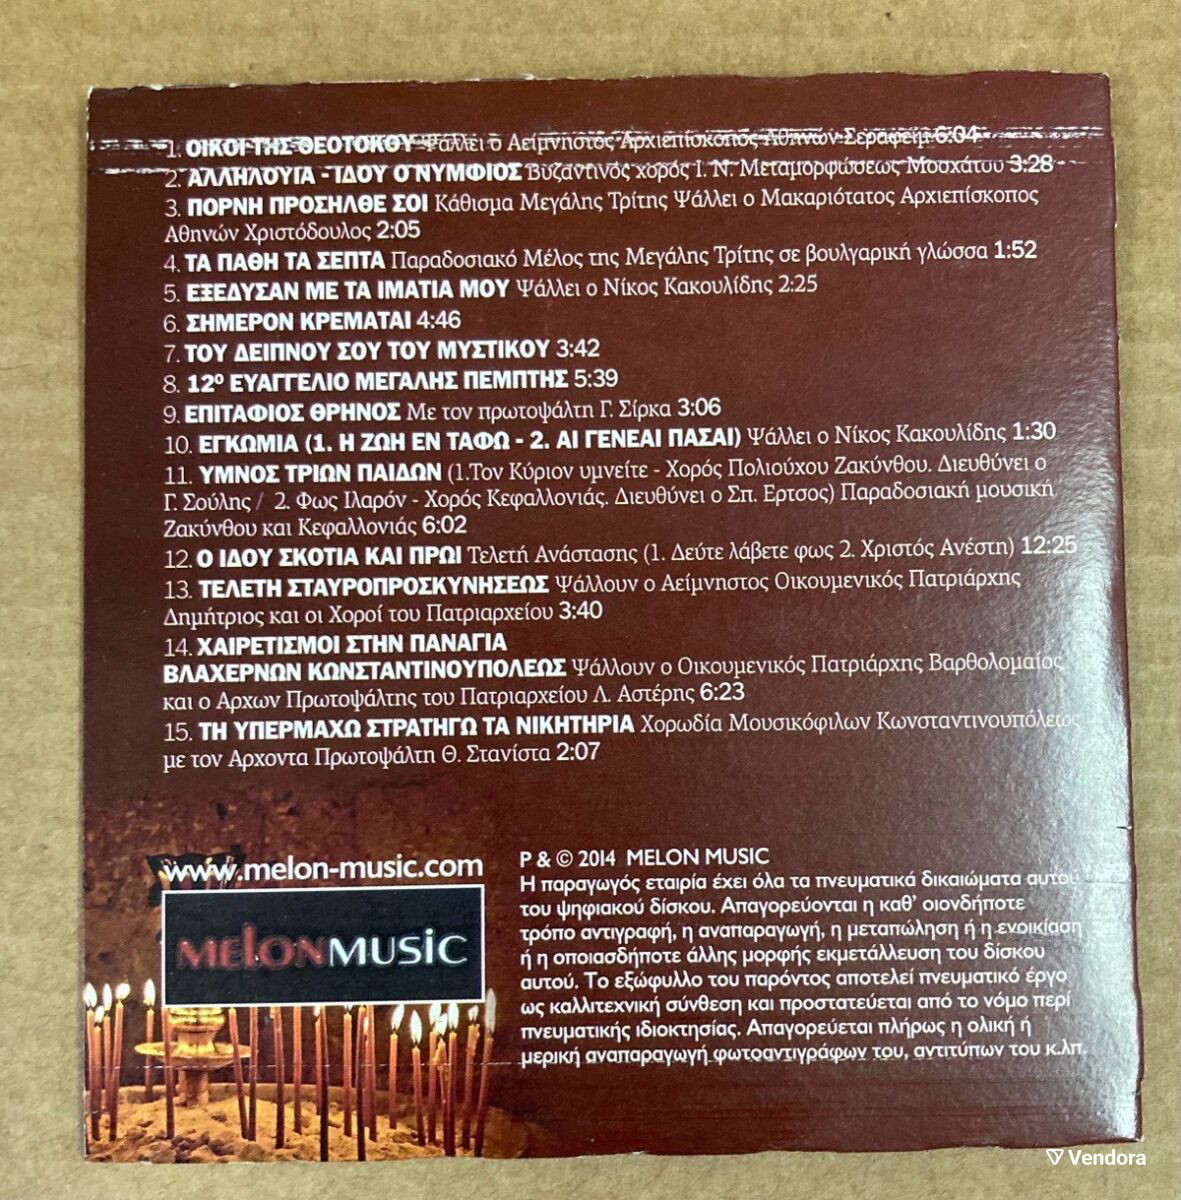 1. ΟΙΚΟΙ ΤΗΣ ΘΕΟΤΟΚΟΥ Ψάλλει ο Αείμνηστος Αρχιεπίσκοπος Αθηνών Σεραφείμ 6:04
2. ΑΛΛΗΛΟΥΙΑ - ΙΔΟΥ Ο ΝΥΜΦΙΟΣ Βυζαντινός χορός Ι. Ν. Μεταμορφώσεως Μοσχάτου 3:28
3. ΠΟΡΝΗ ΠΡΟΣΗΛΘΕ ΣΟΙ Κάθισμα Μεγάλης Τρίτης Ψάλλει ο Μακαριότατος Αρχιεπίσκοπος
Αθηνών Χριστόδουλος 2:05
4. ΤΑ ΠΑΘΗ ΤΑ ΣΕΠΤΑ Παραδοσιακό Μέλος της Μεγάλης Τρίτης σε βουλγαρική γλώσσα 1:52
5. ΕΞΕΔΥΣΑΝ ΜΕ ΤΑ ΙΜΑΤΙΑ ΜΟΥ Ψάλλει ο Νίκος Κακουλίδης 2:25
6. ΣΗΜΕΡΟΝ ΚΡΕΜΑΤΑΙ 4:46
7. ΤΟΥ ΔΕΙΠΝΟΥ ΣΟΥ ΤΟΥ ΜΥΣΤΙΚΟΥ 3:42
8. 12º ΕΥΑΓΓΕΛΙΟ ΜΕΓΑΛΗΣ ΠΕΜΠΤΗΣ 5:39
9. ΕΠΙΤΑΦΙΟΣ ΘΡΗΝΟΣ Με τον πρωτοψάλτη Γ. Σίρκα 3:06
10. ΕΓΚΩΜΙΑ (1. Η ΖΩΗ ΕΝ ΤΑΦΩ - 2. ΑΙ ΓΕΝΕΑΙ ΠΑΣΑΙ) Ψάλλει ο Νίκος Κακουλίδης 1:30
11. ΥΜΝΟΣ ΤΡΙΩΝ ΠΑΙΔΩΝ (1.Τον Κύριον υμνείτε - Χορός Πολιούχου Ζακύνθου. Διευθύνει ο
Γ. Σούλης / 2. Φως Ιλαρόν - Χορός Κεφαλλονιάς. Διευθύνει ο Σπ. Ερτσος) Παραδοσιακή μουσική
Ζακύνθου και Κεφαλλονιάς 6:02
12. Ο ΙΔΟΥ ΣΚΟΤΙΑ ΚΑΙ ΠΡΩΙ Τελετή Ανάστασης (1. Δεύτε λάβετε φως 2. Χριστός Ανέστη) 12:25
13. ΤΕΛΕΤΗ ΣΤΑΥΡΟΠΡΟΣΚΥΝΗΣΕΩΣ Ψάλλουν ο Αείμνηστος Οικουμενικός Πατριάρχης
Δημήτριος και οι Χοροί του Πατριαρχείου 3:40
14. ΧΑΙΡΕΤΙΣΜΟΙ ΣΤΗΝ ΠΑΝΑΓΙΑ
ΒΛΑΧΕΡΝΩΝ ΚΩΝΣΤΑΝΤΙΝΟΥΠΟΛΕΩΣ Ψάλλουν ο Οικουμενικός Πατριάρχης Βαρθολομαίος
και ο Αρχων Πρωτοψάλτης του Πατριαρχείου Λ. Αστέρης 6:23
15. ΤΗ ΥΠΕΡΜΑΧΩ ΣΤΡΑΤΗΓΩ ΤΑ ΝΙΚΗΤΗΡΙΑ Χορωδία Μουσικόφιλων Κωνσταντινουπόλεως
με τον Αρχοντα Πρωτοψάλτη Θ. Στανίστα 2:07
www.melon-music.com
MELONMUSIC
P & © 2014 MELON MUSIC
Η παραγωγός εταιρία έχει όλα τα πνευματικά δικαιώματα αυτού
του ψηφιακού δίσκου. Απαγορεύονται η καθ' οιονδήποτε
τρόπο αντιγραφή, η αναπαραγωγή, η μεταπώληση ή η ενοικίαση
ή η οποιασδήποτε άλλης μορφής εκμετάλλευση του δίσκου
αυτού. Το εξώφυλλο του παρόντος αποτελεί πνευματικό έργο
ως καλλιτεχνική σύνθεση και προστατεύεται από το νόμο περί
πνευματικής ιδιοκτησίας. Απαγορεύεται πλήρως η ολική ή
μερική αναπαραγωγή φωτοαντιγράφων του, αντιτύπων του κ.λπ.
Vendora